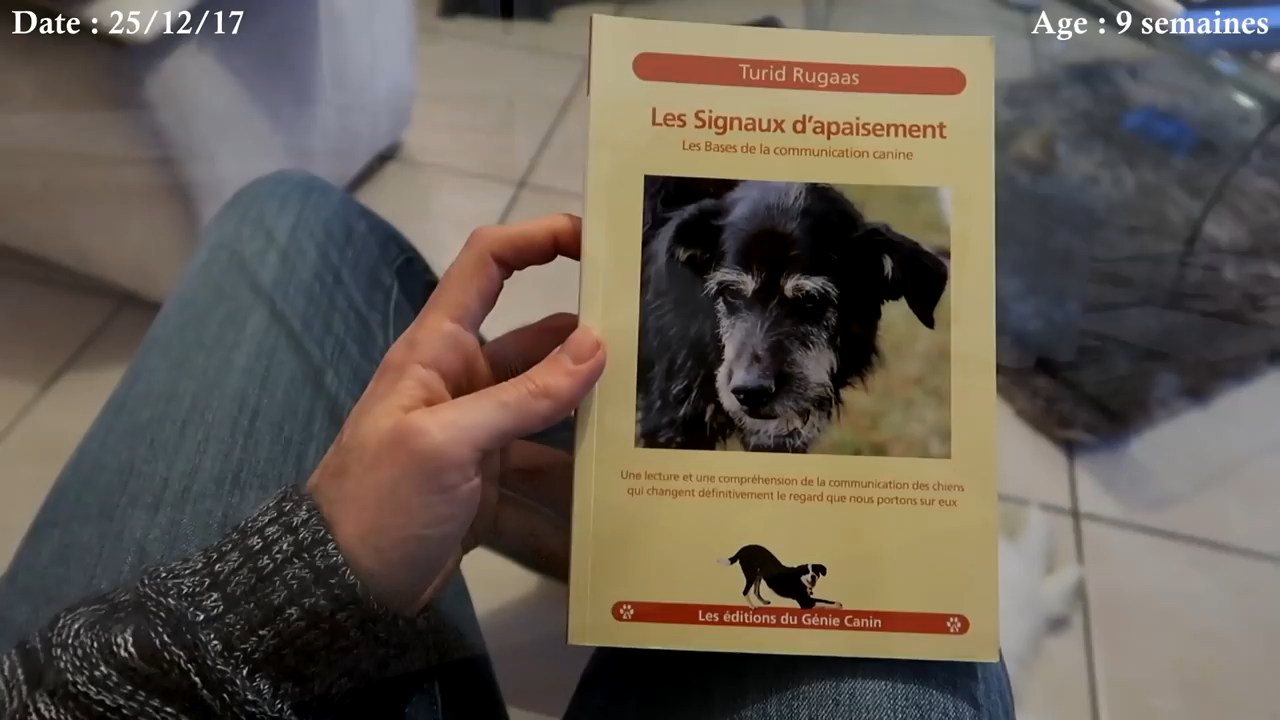 Date : 25/12/17
Age : 9 semaines
Turid Rugaas
Les Signaux d'apaisement
Les Bases de la communication canine
Une lecture et une compréhension de la communication des chiens
qui changent définitivement le regard que nous portons sur eux
Les éditions du Génie Canin